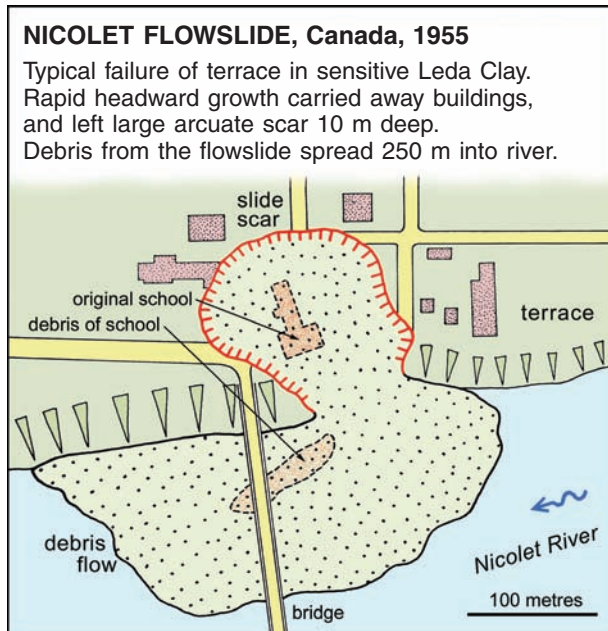 NICOLET FLOWSLIDE, Canada, 1955
Typical failure of terrace in sensitive Leda Clay.
Rapid headward growth carried away buildings,
and left large arcuate scar 10 m deep.
Debris from the flowslide spread 250 m into river.
slide
scar
original school
debris of school
terrace
debris
flow
bridge
Nicolet River
100 metres